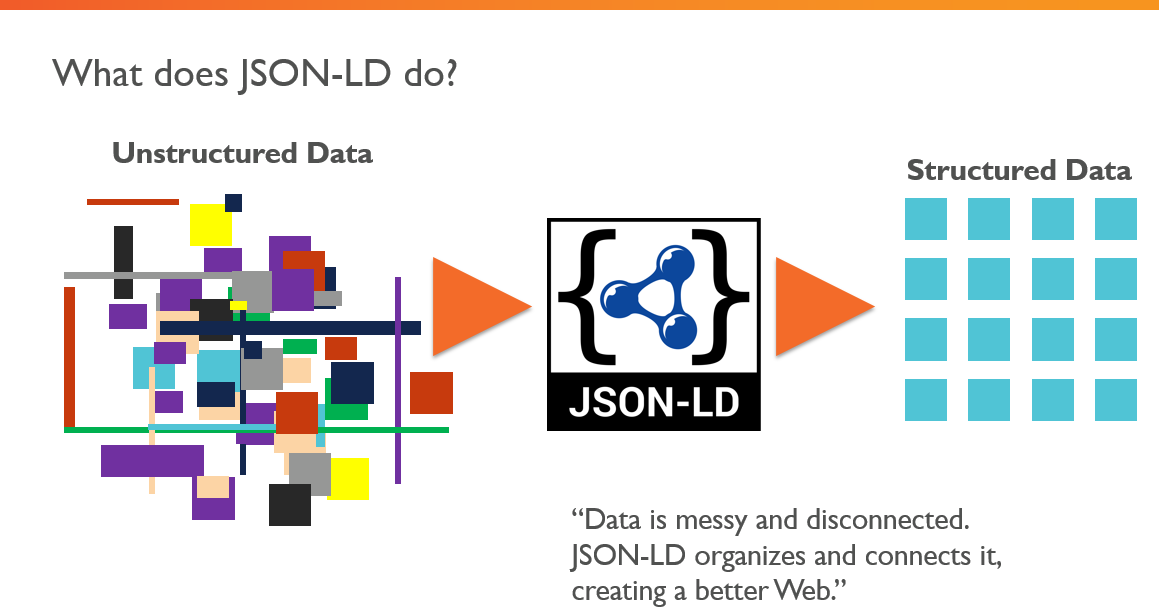 What does JSON-LD do?
Unstructured Data
Structured Data
{ }
JSON-LD
“Data is messy and disconnected.
JSON-LD organizes and connects it,
creating a better Web.”